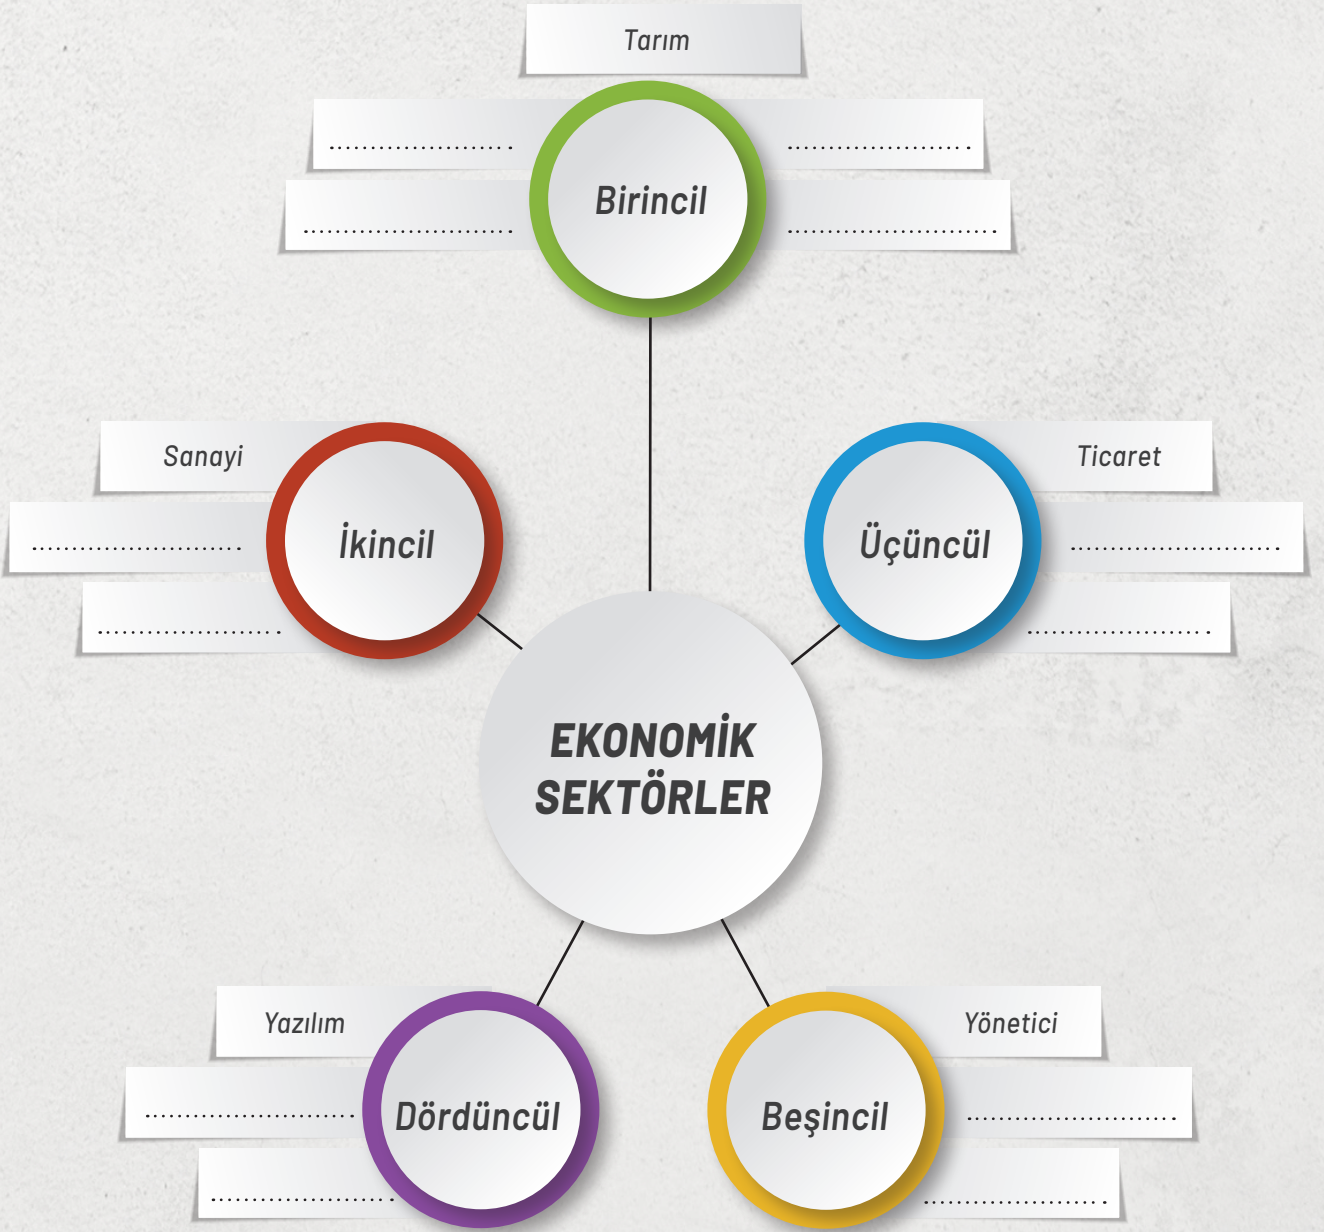 Tarım
....................... .......................
Birincil
.......................... ..........................
Sanayi
Ticaret
İkincil
Üçüncül
.......................... ..........................
....................... .......................
EKONOMİK
SEKTÖRLER
Yazılım
Yönetici
Dördüncül
Beşincil
.......................... ..........................
....................... .......................